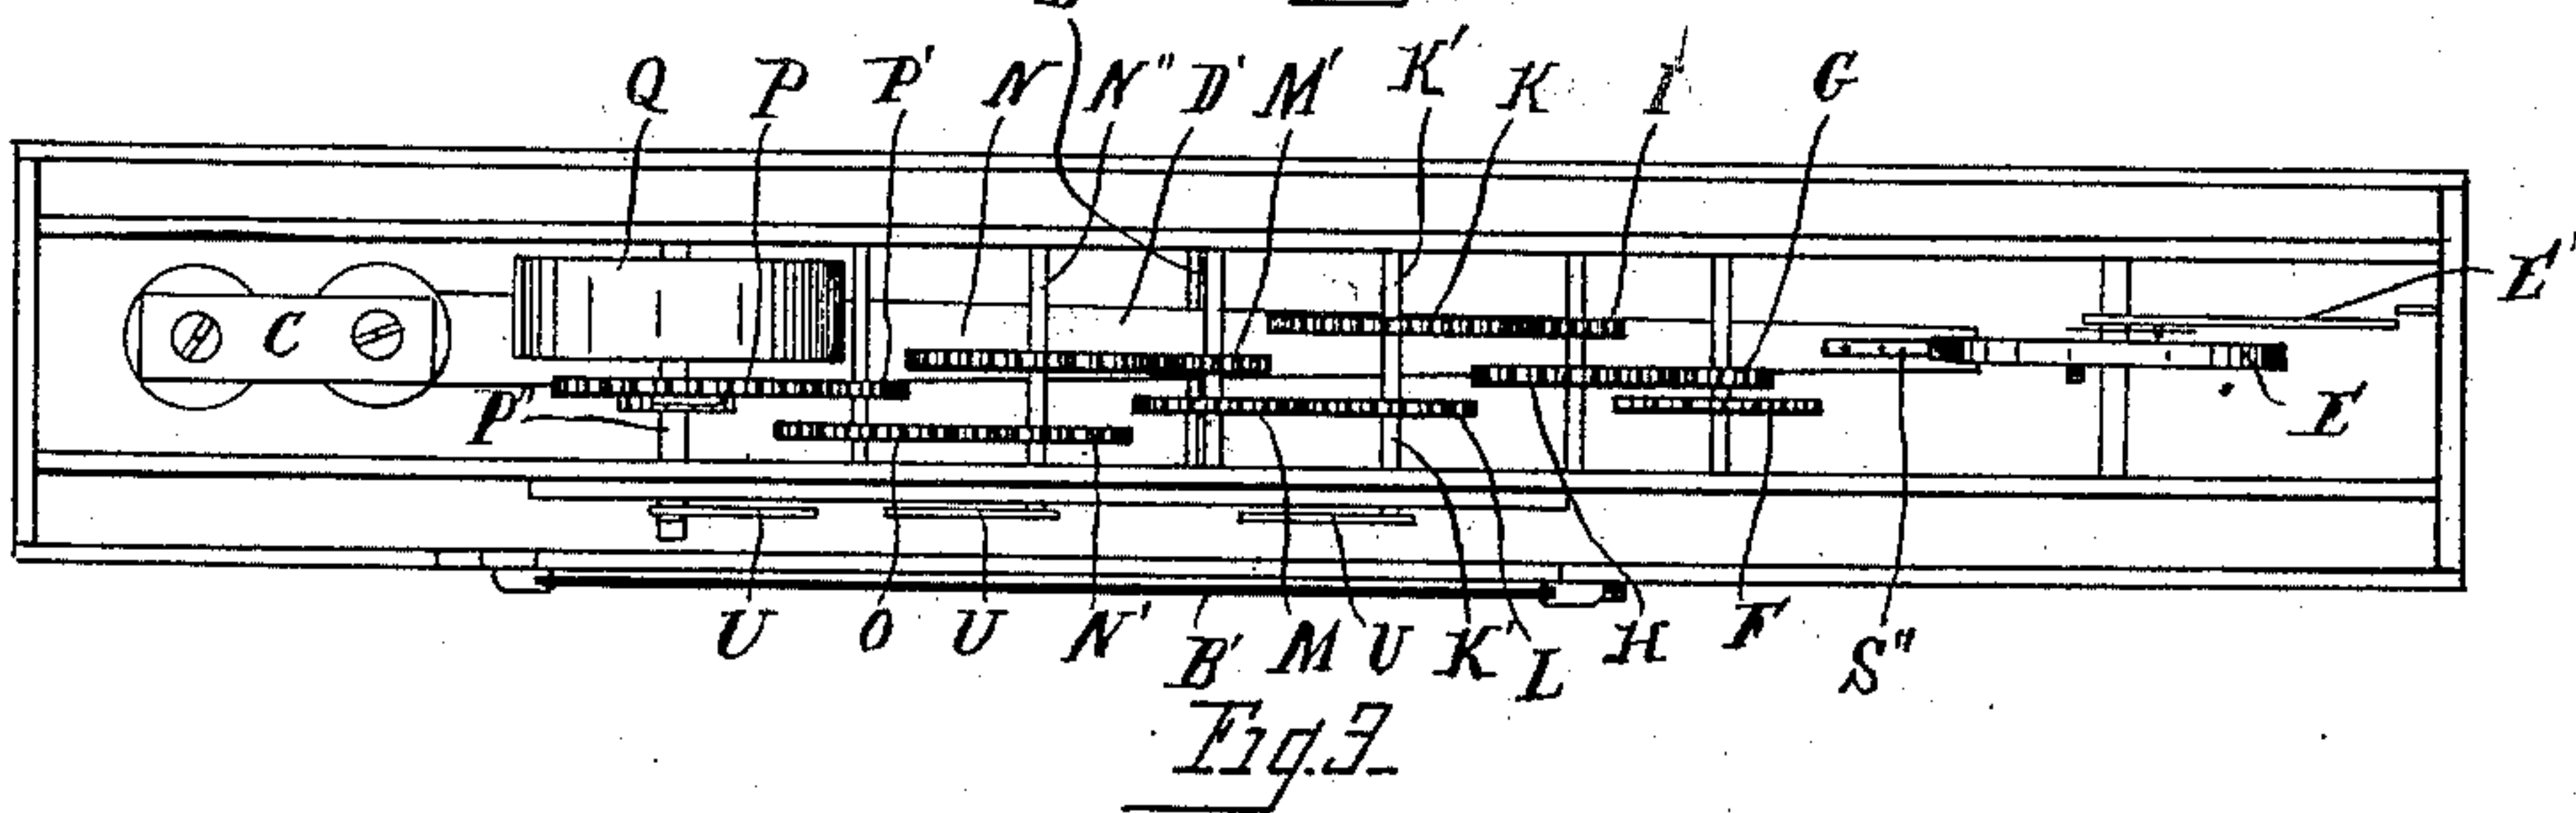 Q P P' N N" D' M' K' K I G
C
E'
P"
E
U O U N' B' M U K' L H F S"
Fig. 3